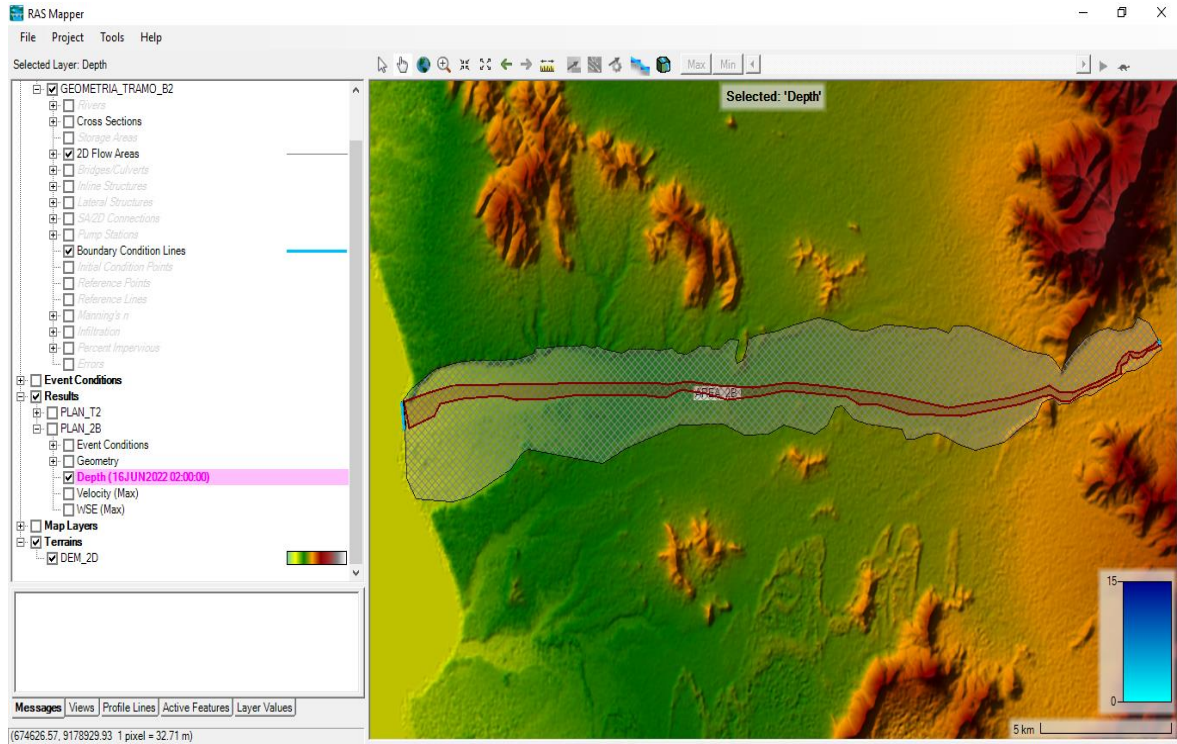 RAS Mapper
File Project Tools Help
Selected Layer: Depth
Max Min
GEOMETRIA_TRAMO_B2
Rivers
Cross Sections
Storage Areas
2D Flow Areas
Bridges/Culverts
Inline Structures
Lateral Structures
SA/2D Connections
Pump Stations
Boundary Condition Lines
Initial Condition Points
Reference Points
Reference Lines
Manning's n
Infiltration
Percent Impervious
Errors
Event Conditions
Results
PLAN_T2
PLAN_2B
Event Conditions
Geometry
Depth (16JUN2022 02:00:00)
Velocity (Max)
WSE (Max)
Map Layers
Terrains
DEM_2D
Messages Views Profile Lines Active Features Layer Values
(674626.57, 9178929.93 1 pixel = 32.71 m)
Selected: 'Depth'
AREA_2B
15
0
5 km